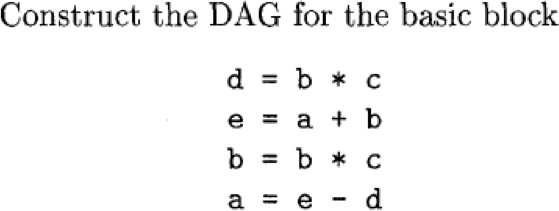 Construct the DAG for the basic block
d = b * c
e = a + b
b = b * c
a = e - d